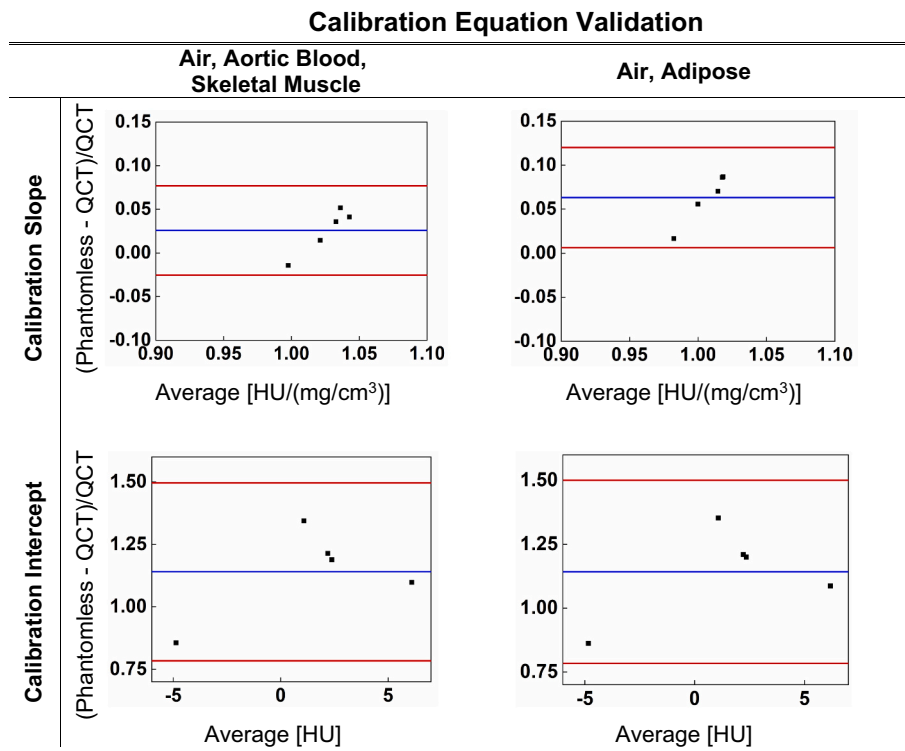 Calibration Equation Validation
Air, Aortic Blood,
Skeletal Muscle
Air, Adipose
Calibration Slope
(Phantomless - QCT)/QCT
0.15
0.10
0.05
0.00
-0.05
-0.10
0.90 0.95 1.00 1.05 1.10
Average [HU/(mg/cm³)]
0.15
0.10
0.05
0.00
-0.05
-0.10
0.90 0.95 1.00 1.05 1.10
Average [HU/(mg/cm³)]
Calibration Intercept
(Phantomless - QCT)/QCT
1.50
1.25
1.00
0.75
-5 0 5
Average [HU]
1.50
1.25
1.00
0.75
-5 0 5
Average [HU]